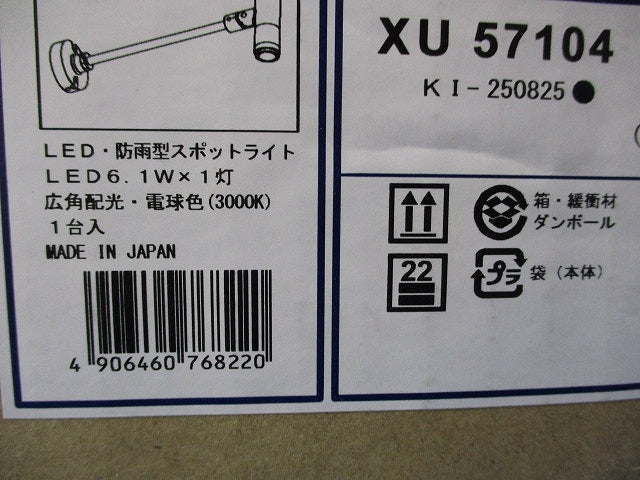 XU 57104
KI-250825●
LED・防雨型スポットライト
LED6.1W×1灯
広角配光・電球色(3000K)
1台入
MADE IN JAPAN
4 906460 768220
22
箱・緩衝材
ダンボール
プラ
袋(本体)